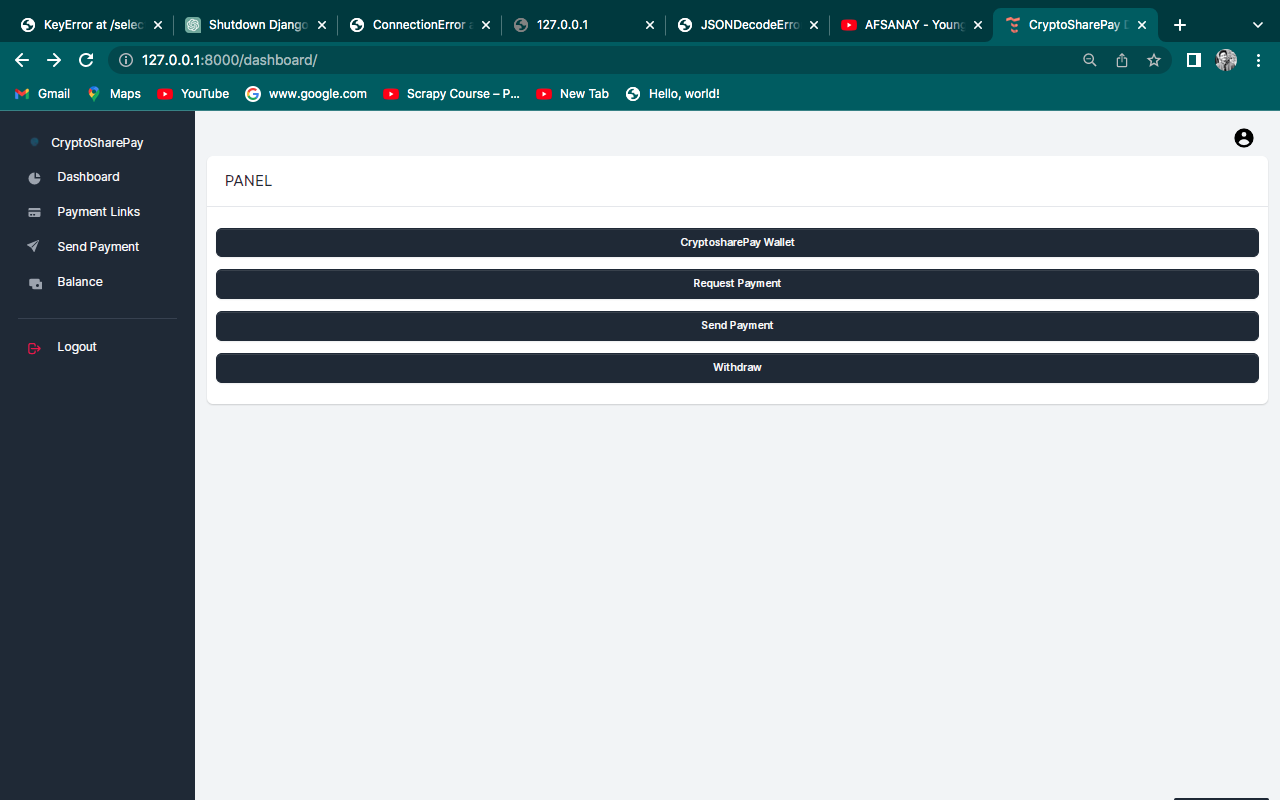 KeyError at /selec
Shutdown Django
ConnectionError a
127.0.0.1
JSONDecodeErro
AFSANAY - Young
CryptoSharePay D
127.0.0.1:8000/dashboard/
Gmail
Maps
YouTube
www.google.com
Scrapy Course – P...
New Tab
Hello, world!
CryptoSharePay
Dashboard
Payment Links
Send Payment
Balance
Logout
PANEL
CryptosharePay Wallet
Request Payment
Send Payment
Withdraw